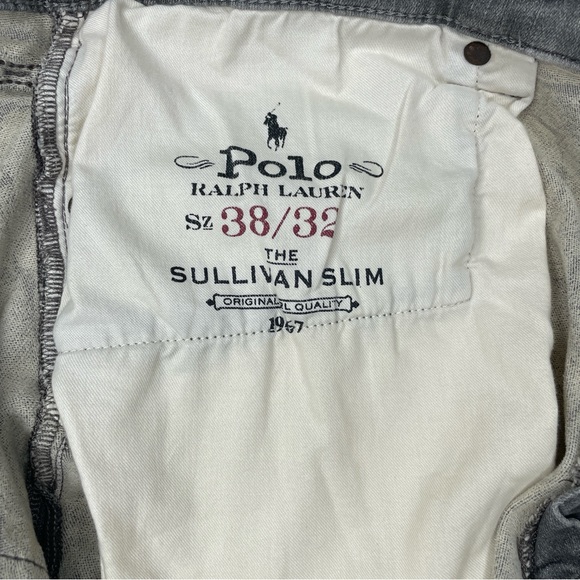 Polo
RALPH LAUREN
Sz 38/32
THE
SULLIVAN SLIM
ORIGINAL QUALITY
1967